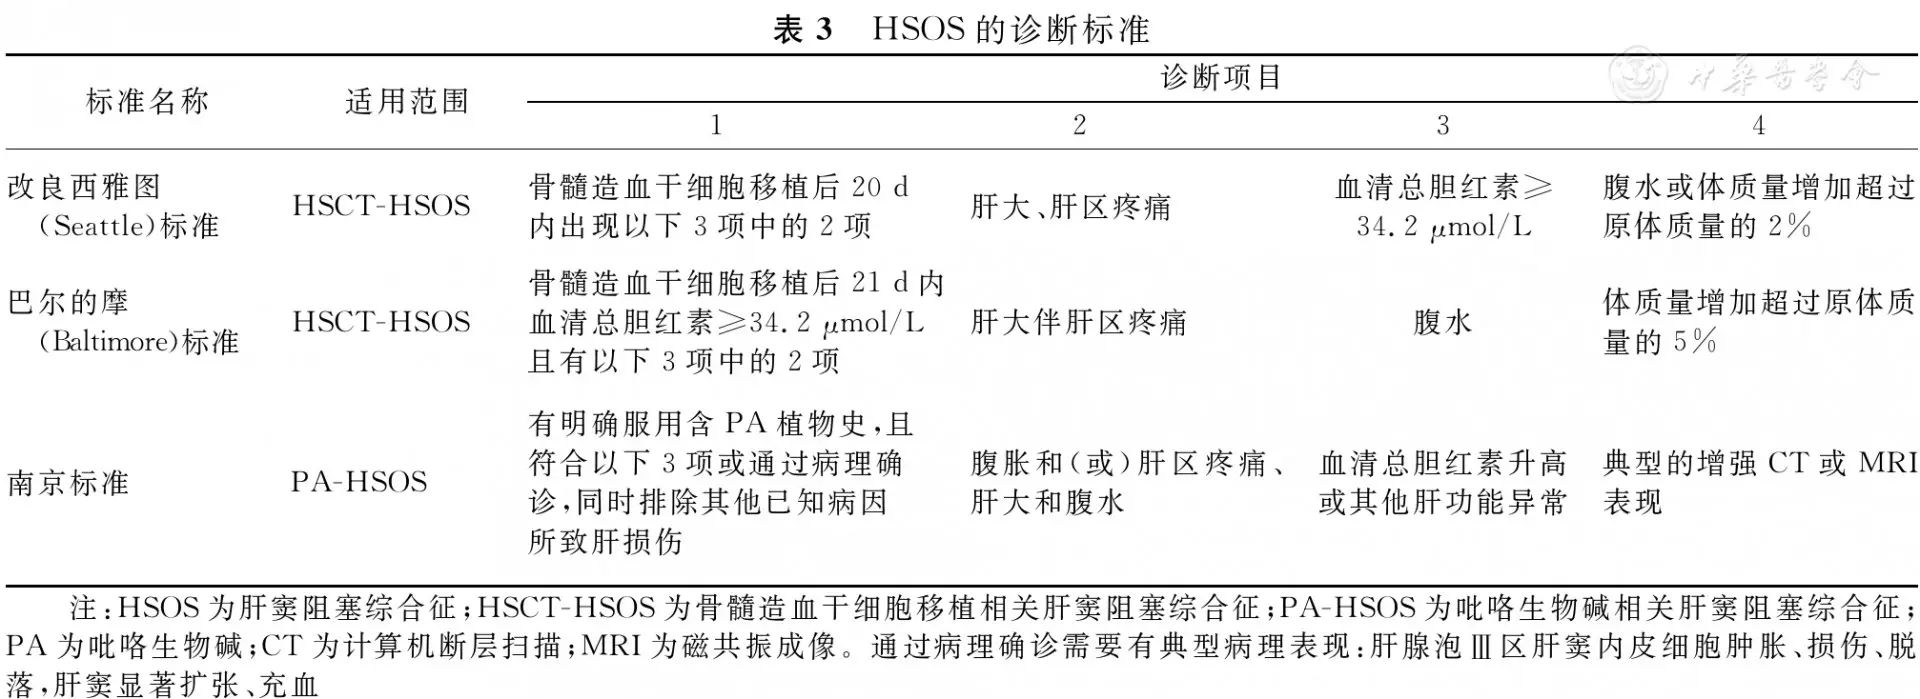 表 3 HSOS 的诊断标准
中华医学会
标准名称 适用范围 诊断项目
1 2 3 4
改良西雅图
(Seattle)标准
HSCT-HSOS
骨髓造血干细胞移植后 20 d
内出现以下 3 项中的 2 项
肝大、肝区疼痛
血清总胆红素≥
34.2 μmol/L
腹水或体质量增加超过
原体质量的 2%
巴尔的摩
(Baltimore)标准
HSCT-HSOS
骨髓造血干细胞移植后 21 d 内
血清总胆红素≥34.2 μmol/L
且有以下 3 项中的 2 项
肝大伴肝区疼痛
腹水
体质量增加超过原体质
量的 5%
南京标准
PA-HSOS
有明确服用含 PA 植物史,且
符合以下 3 项或通过病理确
诊,同时排除其他已知病因
所致肝损伤
腹胀和(或)肝区疼痛、
肝大和腹水
血清总胆红素升高
或其他肝功能异常
典型的增强 CT 或 MRI
表现
注:HSOS 为肝窦阻塞综合征;HSCT-HSOS 为骨髓造血干细胞移植相关肝窦阻塞综合征;PA-HSOS 为吡咯生物碱相关肝窦阻塞综合征;
PA 为吡咯生物碱;CT 为计算机断层扫描;MRI 为磁共振成像。通过病理确诊需要有典型病理表现:肝腺泡Ⅲ区肝窦内皮细胞肿胀、损伤、脱
落,肝窦显著扩张、充血